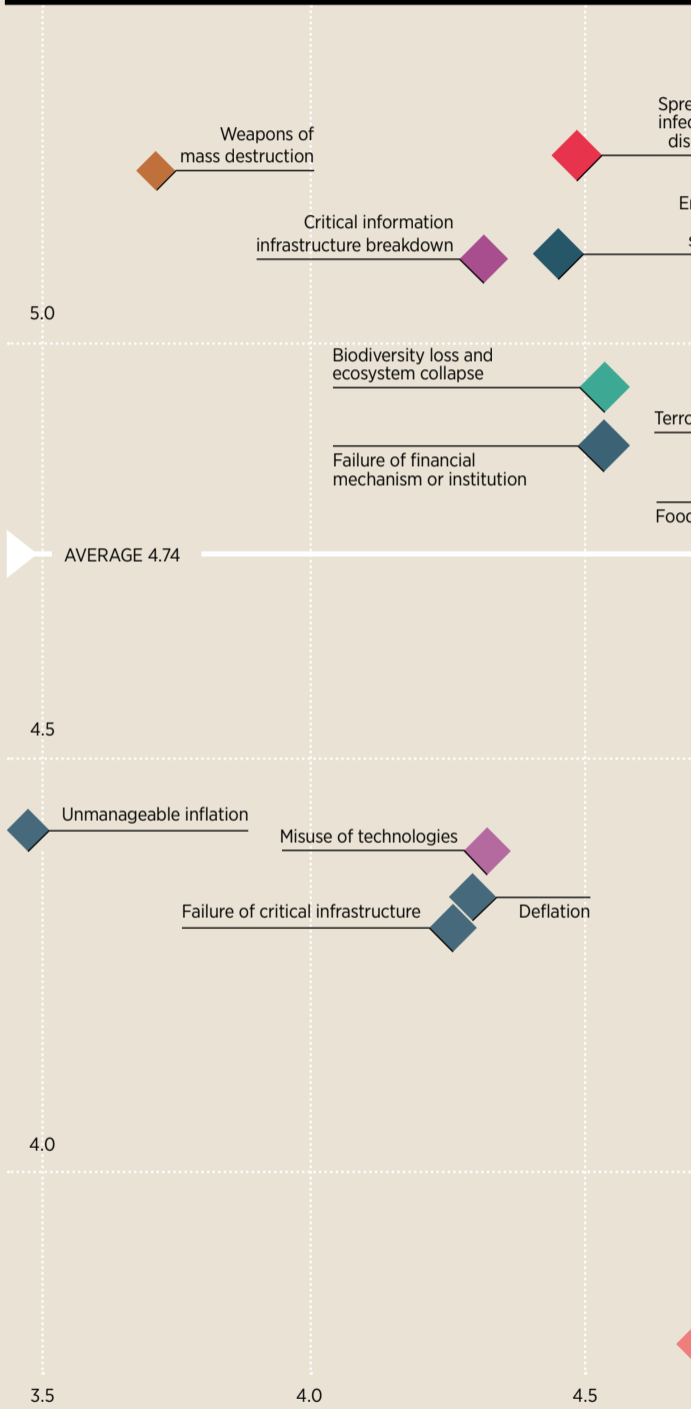 Weapons of
mass destruction
Critical information
infrastructure breakdown
5.0
Biodiversity loss and
ecosystem collapse
Failure of financial
mechanism or institution
AVERAGE 4.74
4.5
Unmanageable inflation
Misuse of technologies
Failure of critical infrastructure
Deflation
4.0
3.5 4.0 4.5